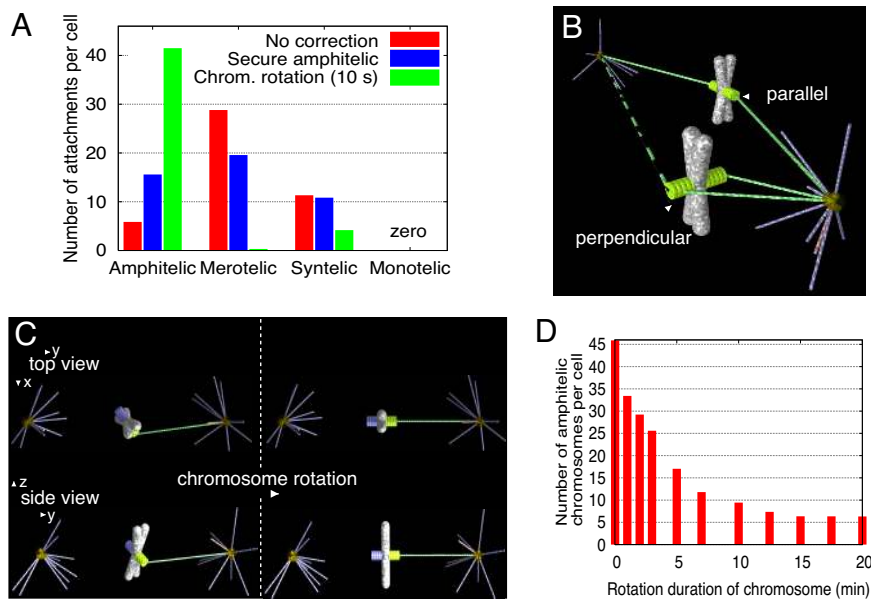 A
Number of attachments per cell
40
30
20
10
0
No correction
Secure amphitelic
Chrom. rotation (10 s)
zero
Amphitelic Merotelic Syntelic Monotelic
B
parallel
perpendicular
C
y
top view
x
chromosome rotation
z
side view
y
D
Number of amphitelic
chromosomes per cell
45
40
35
30
25
20
15
10
5
0
0 5 10 15 20
Rotation duration of chromosome (min)